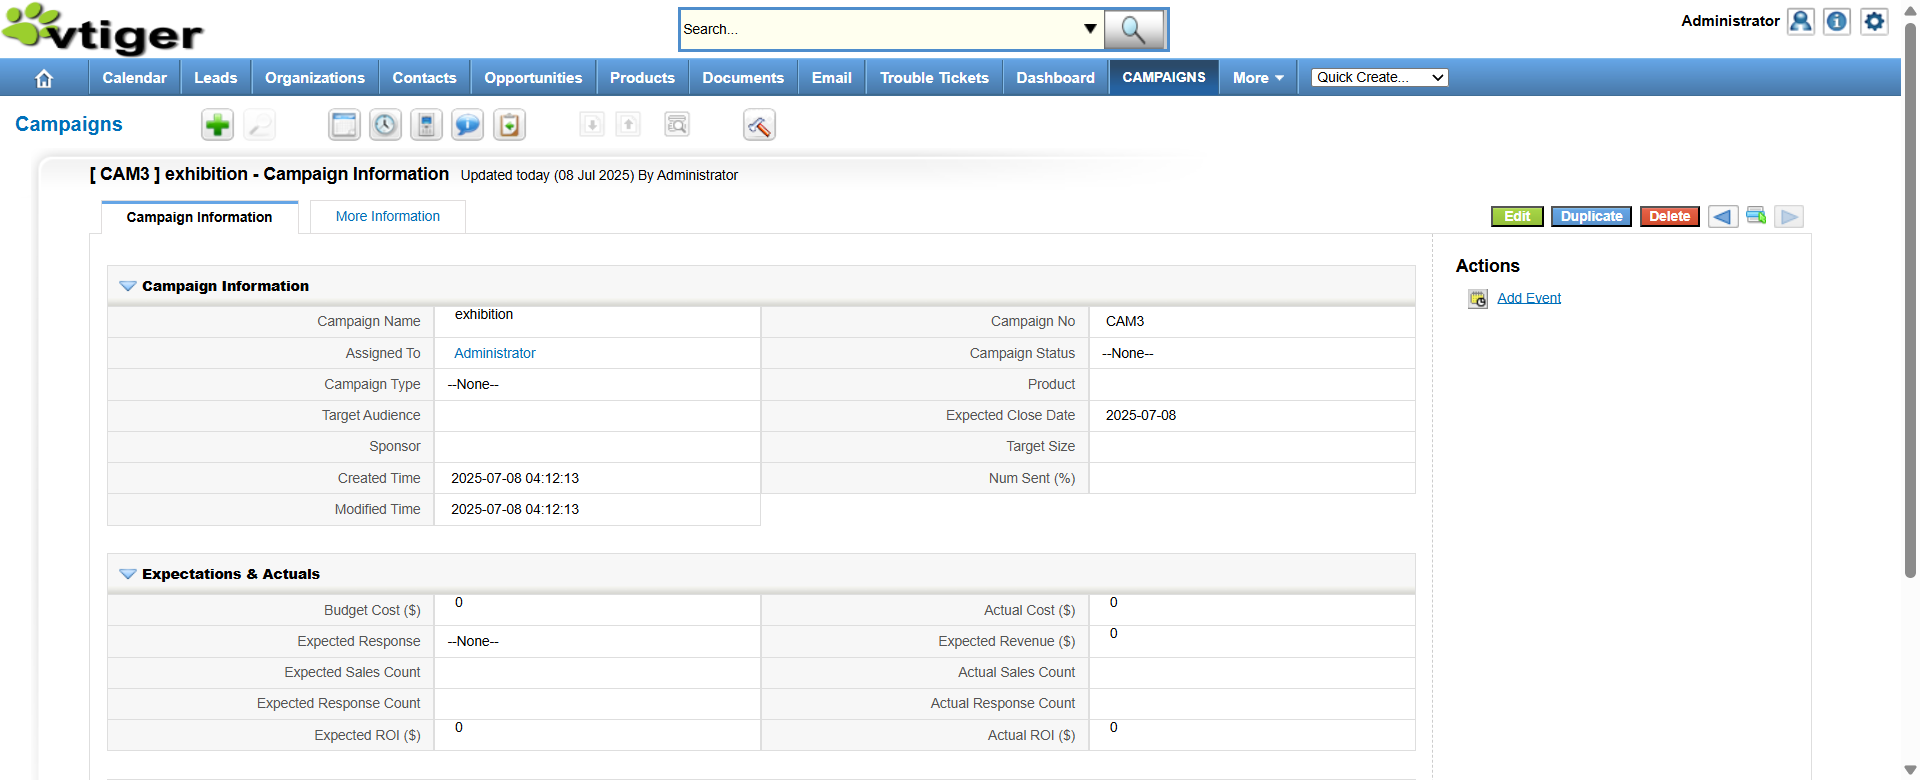 vtiger
Search...
Administrator
Calendar Leads Organizations Contacts Opportunities Products Documents Email Trouble Tickets Dashboard CAMPAIGNS More Quick Create...
Campaigns
[ CAM3 ] exhibition - Campaign Information Updated today (08 Jul 2025) By Administrator
Campaign Information More Information Edit Duplicate Delete
Actions
Add Event
Campaign Information
Campaign Name exhibition Campaign No CAM3
Assigned To Administrator Campaign Status --None--
Campaign Type --None-- Product
Target Audience Expected Close Date 2025-07-08
Sponsor Target Size
Created Time 2025-07-08 04:12:13 Num Sent (%)
Modified Time 2025-07-08 04:12:13
Expectations & Actuals
Budget Cost ($) 0 Actual Cost ($) 0
Expected Response --None-- Expected Revenue ($) 0
Expected Sales Count Actual Sales Count
Expected Response Count Actual Response Count
Expected ROI ($) 0 Actual ROI ($) 0